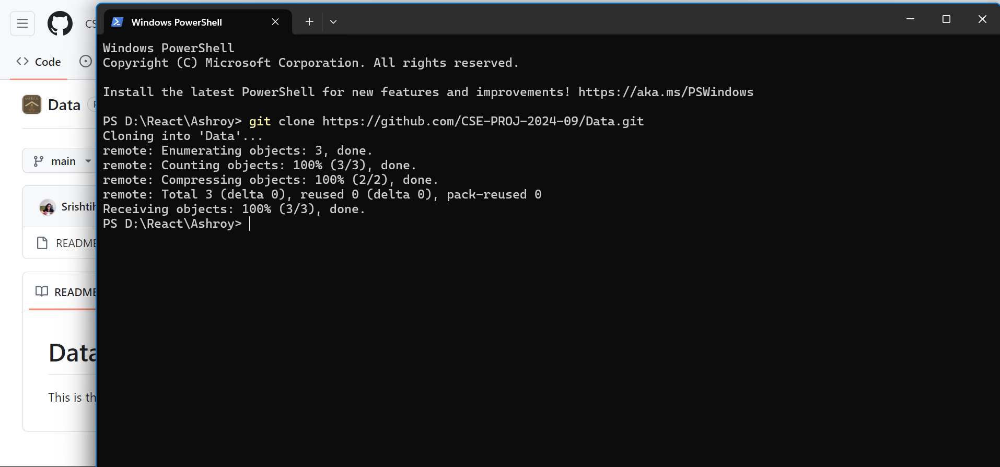 CS
Code
Data
main
Srishtih
README
README
Data
This is th
Windows PowerShell
Windows PowerShell
Copyright (C) Microsoft Corporation. All rights reserved.
Install the latest PowerShell for new features and improvements! https://aka.ms/PSWindows
PS D:\React\Ashroy> git clone https://github.com/CSE-PROJ-2024-09/Data.git
Cloning into 'Data'...
remote: Enumerating objects: 3, done.
remote: Counting objects: 100% (3/3), done.
remote: Compressing objects: 100% (2/2), done.
remote: Total 3 (delta 0), reused 0 (delta 0), pack-reused 0
Receiving objects: 100% (3/3), done.
PS D:\React\Ashroy>